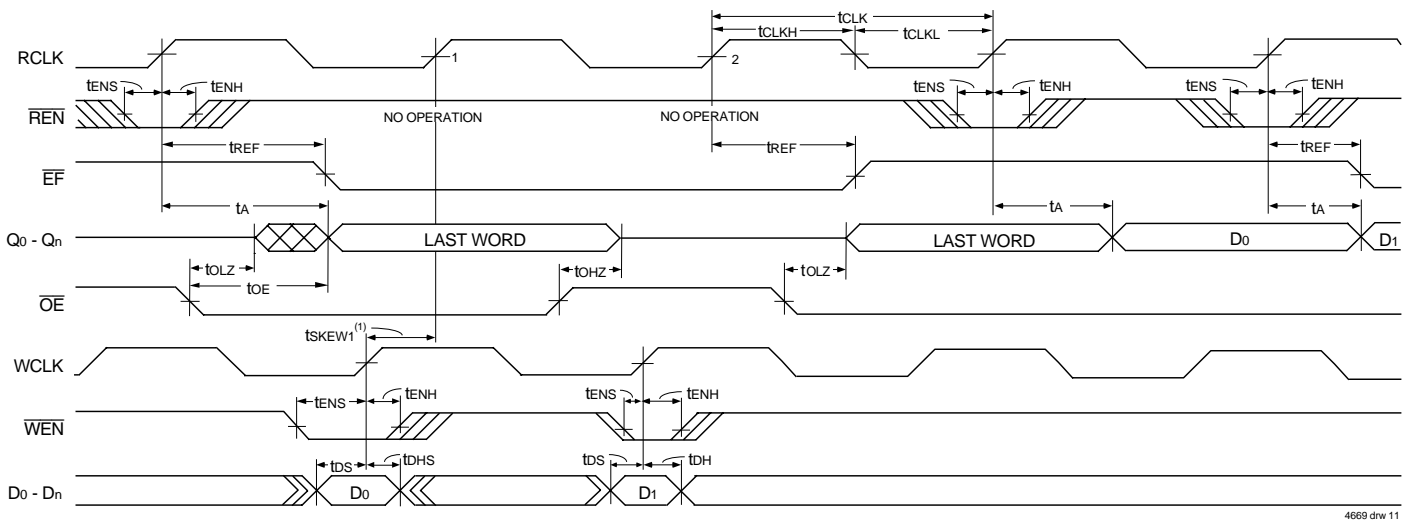 tCLK
tCLKH tCLKL
RCLK 1 2
tENS tENH tENS tENH tENS tENH
REN NO OPERATION NO OPERATION
tREF tREF tREF
EF
tA tA tA
Q0 - Qn LAST WORD LAST WORD D0 D1
tOLZ tOHZ tOLZ
tOE
OE
tSKEW1(1)
WCLK
tENS tENH tENS tENH
WEN
tDS tDHS tDS tDH
D0 - Dn D0 D1
4669 drw 11